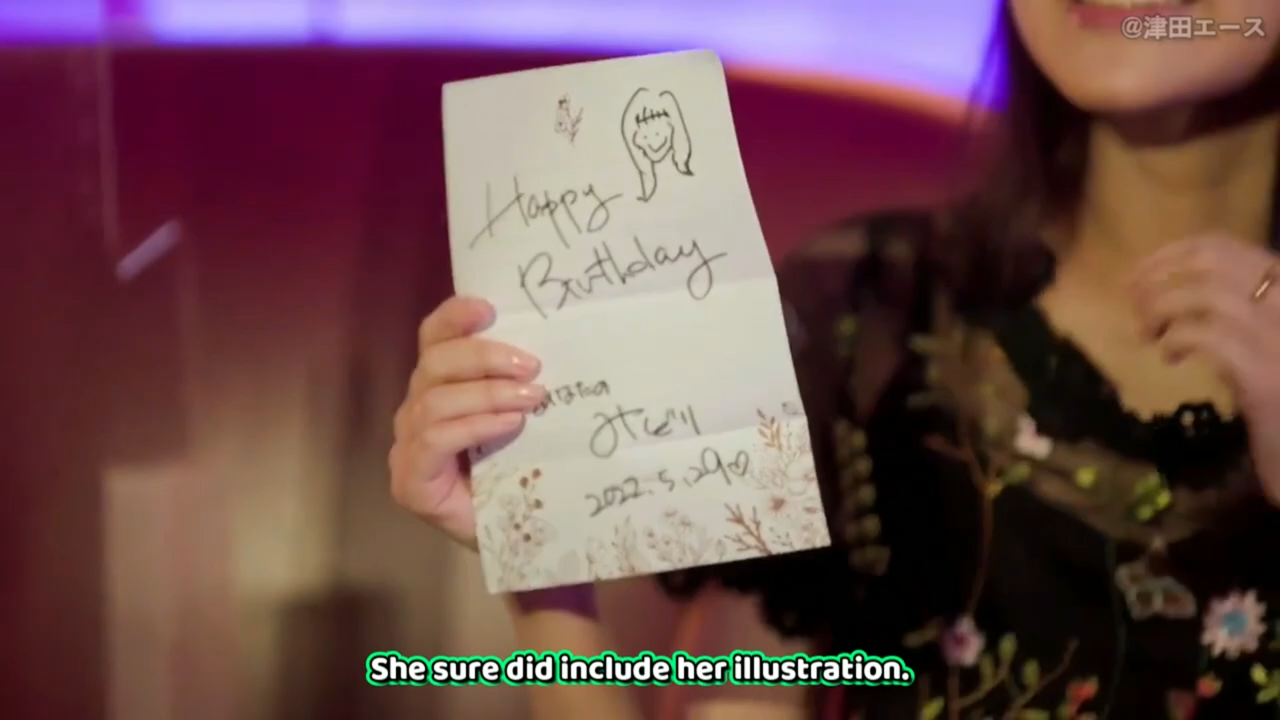 @津田エース
Happy
Birthday
みどり
2022.5.29♡
She sure did include her illustration.